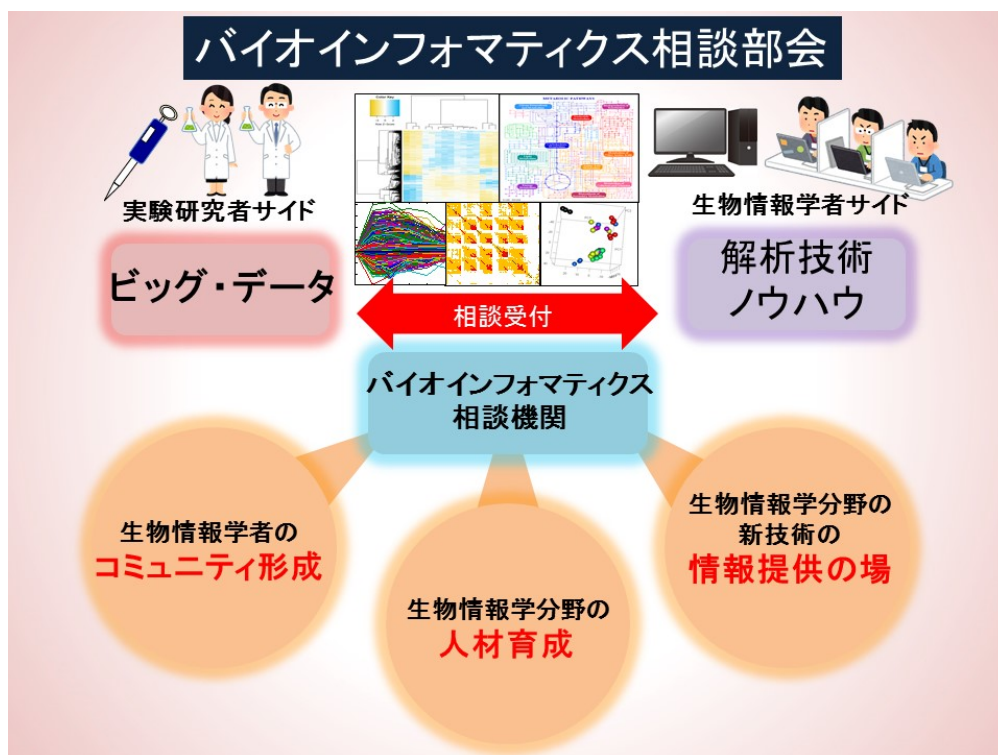 バイオインフォマティクス相談部会
実験研究者サイド
生物情報学者サイド
ビッグ・データ
解析技術
ノウハウ
相談受付
バイオインフォマティクス
相談機関
生物情報学者の
コミュニティ形成
生物情報学分野の
人材育成
生物情報学分野の
新技術の
情報提供の場